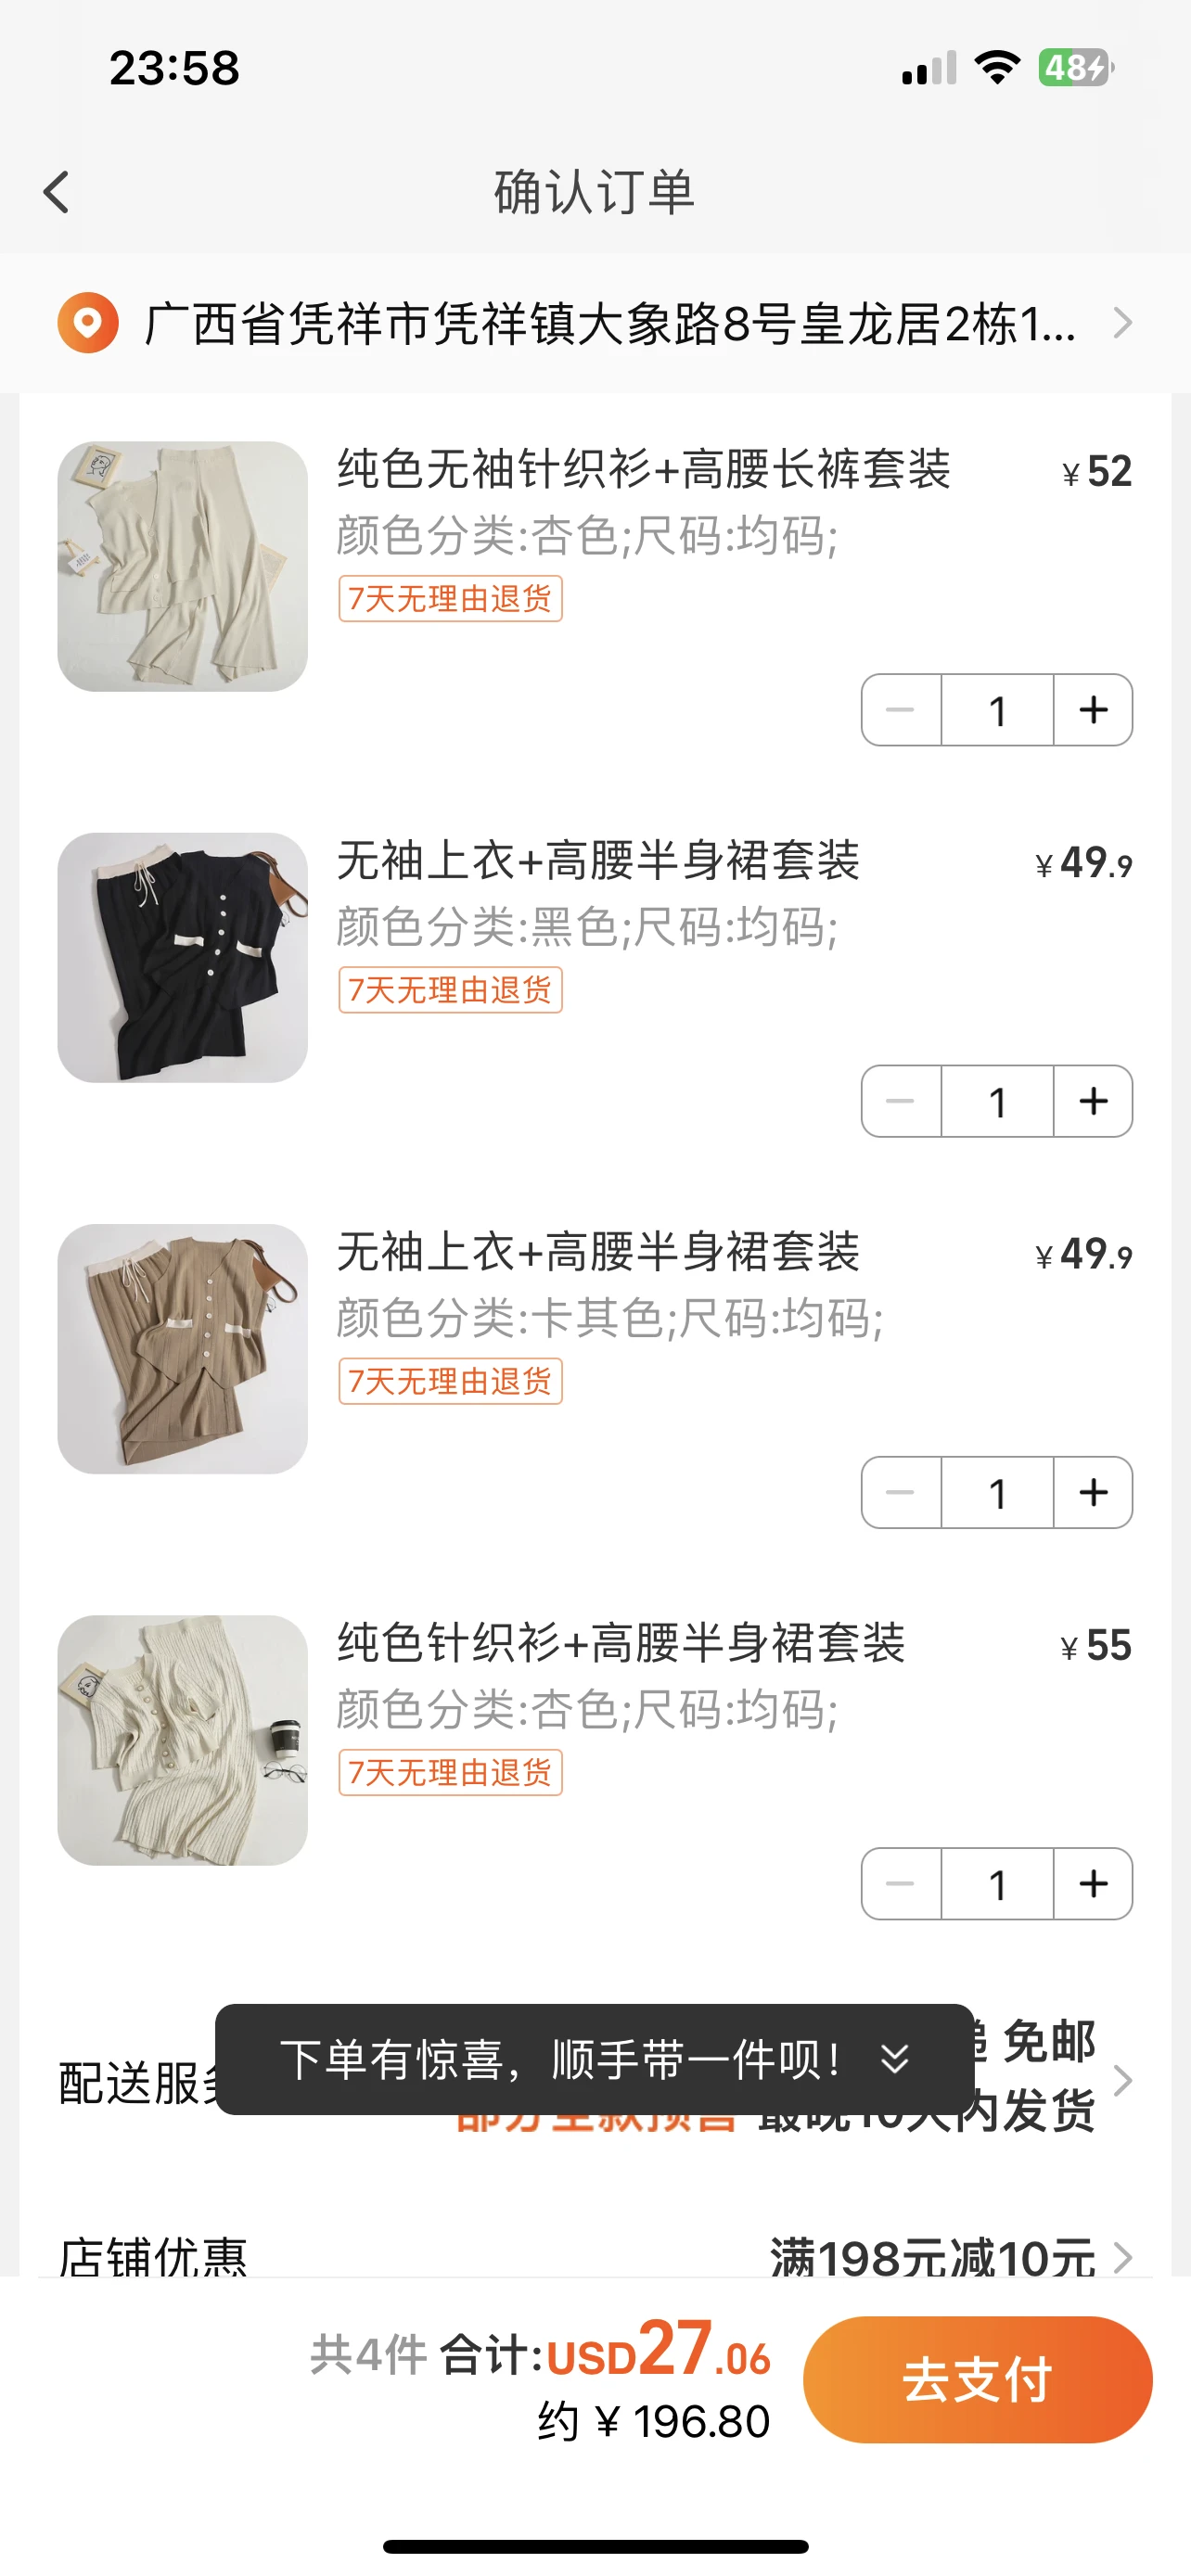 23:58
48
确认订单
广西省凭祥市凭祥镇大象路8号皇龙居2栋1...
纯色无袖针织衫+高腰长裤套装
¥52
颜色分类:杏色;尺码:均码;
7天无理由退货
1
无袖上衣+高腰半身裙套装
¥49.9
颜色分类:黑色;尺码:均码;
7天无理由退货
1
无袖上衣+高腰半身裙套装
¥49.9
颜色分类:卡其色;尺码:均码;
7天无理由退货
1
纯色针织衫+高腰半身裙套装
¥55
颜色分类:杏色;尺码:均码;
7天无理由退货
1
下单有惊喜，顺手带一件呗！
配送服务
免邮
部分全款预售 最晚10天内发货
店铺优惠
满198元减10元
共4件 合计:USD27.06
约 ¥ 196.80
去支付